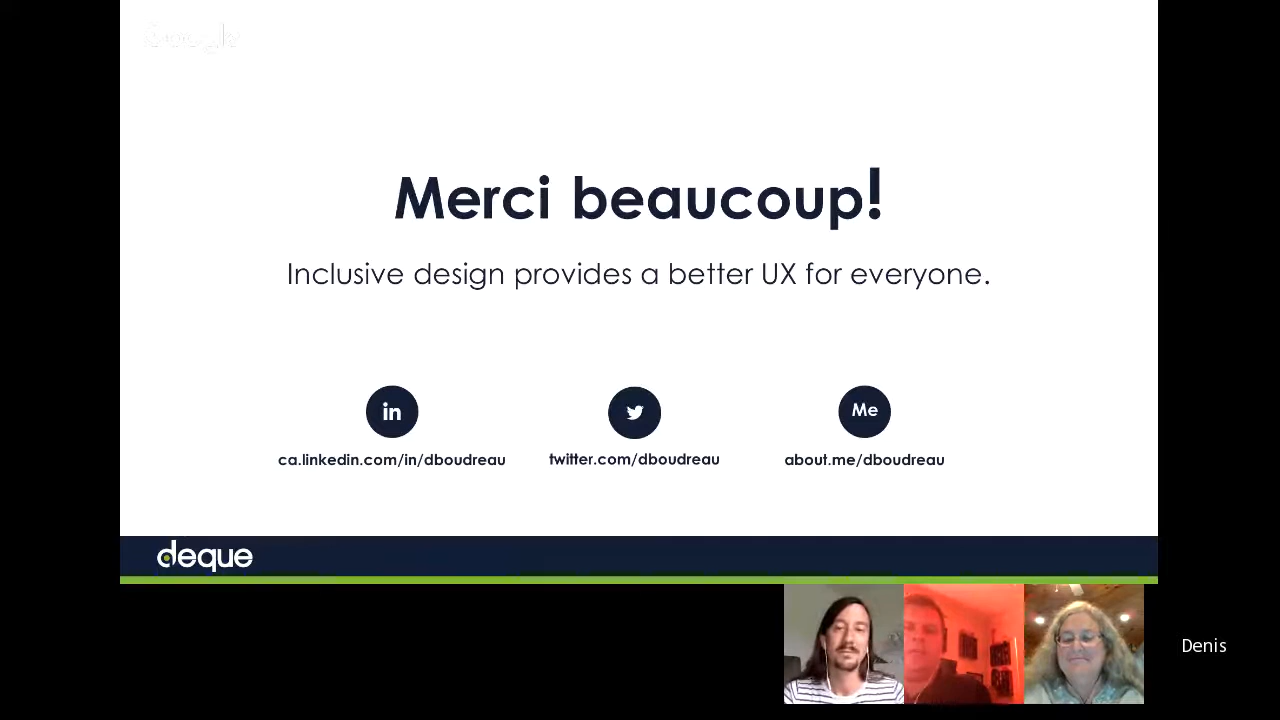 Google
Merci beaucoup!
Inclusive design provides a better UX for everyone.
in
Me
ca.linkedin.com/in/dboudreau
twitter.com/dboudreau
about.me/dboudreau
deque
Denis